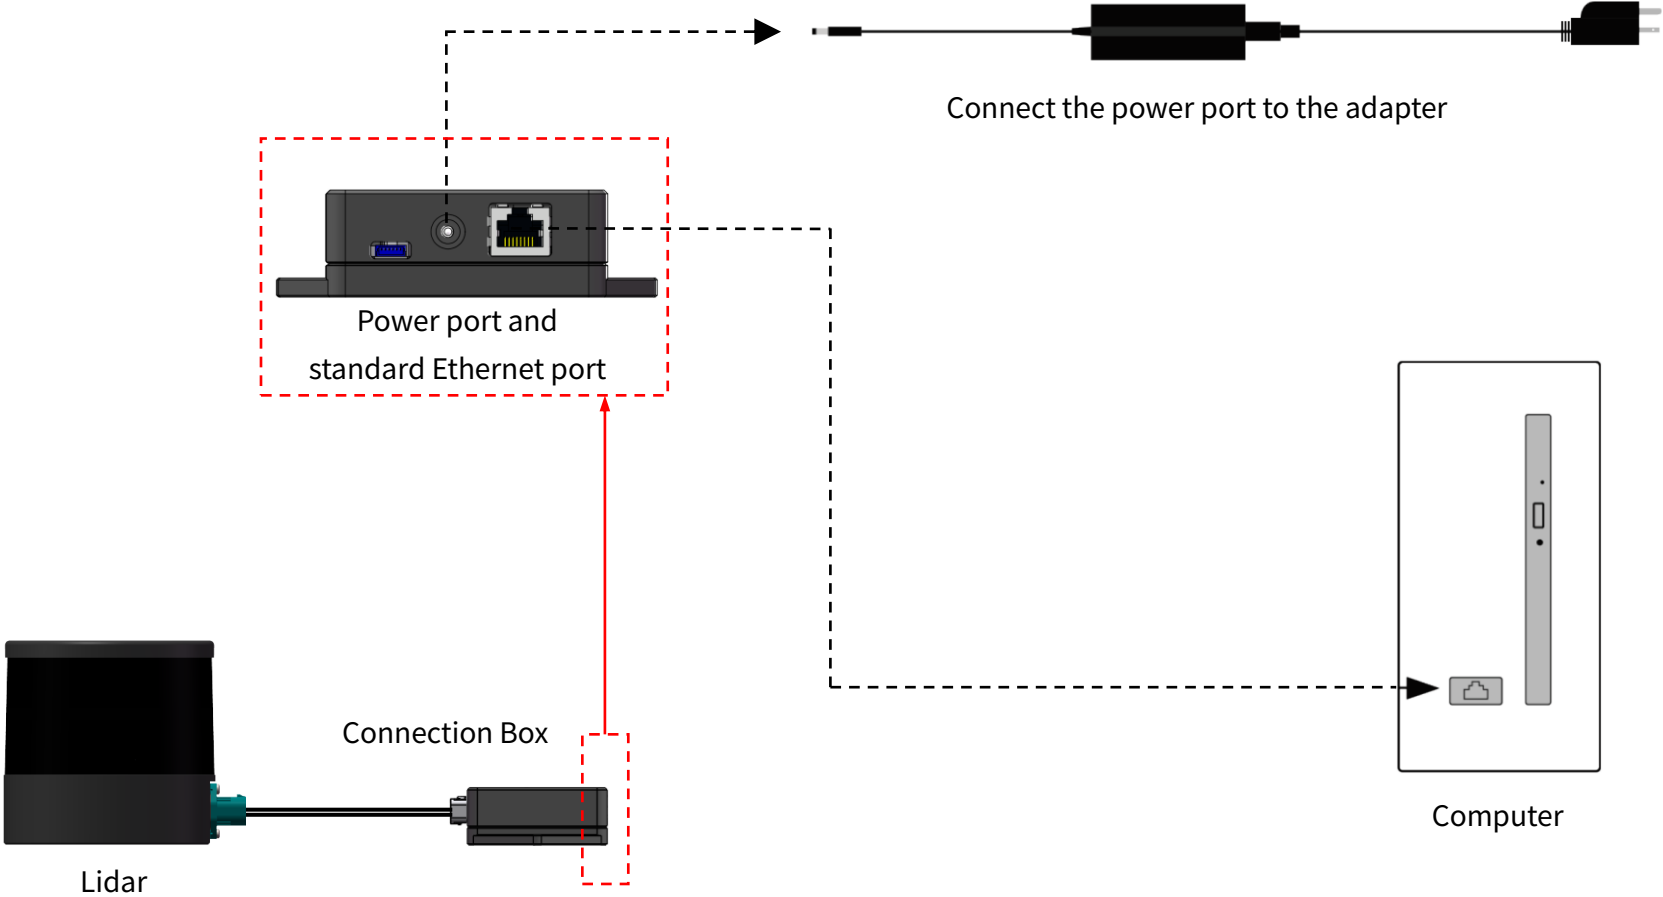 Connect the power port to the adapter
Power port and
standard Ethernet port
Connection Box
Computer
Lidar